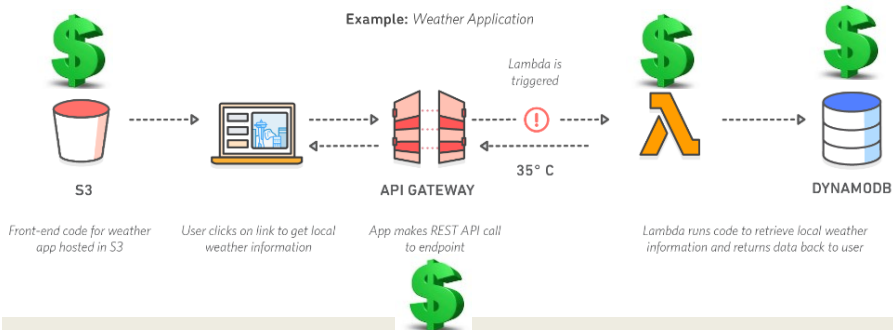 Example: Weather Application
Lambda is
triggered
35° C
S3
API GATEWAY
DYNAMODB
Front-end code for weather
app hosted in S3
User clicks on link to get local
weather information
App makes REST API call
to endpoint
Lambda runs code to retrieve local weather
information and returns data back to user